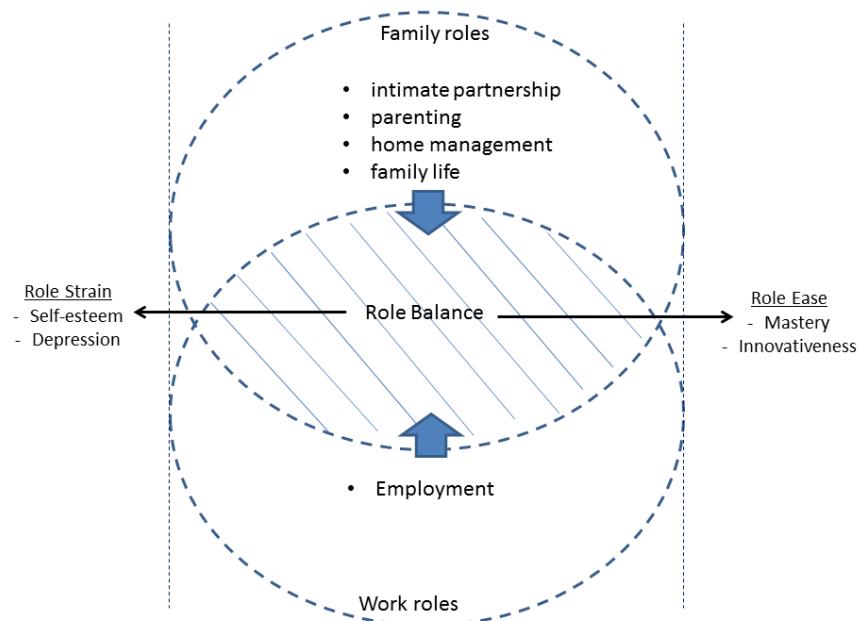 Family roles
• intimate partnership
• parenting
• home management
• family life
Role Strain
- Self-esteem
- Depression
Role Balance
Role Ease
- Mastery
- Innovativeness
• Employment
Work roles